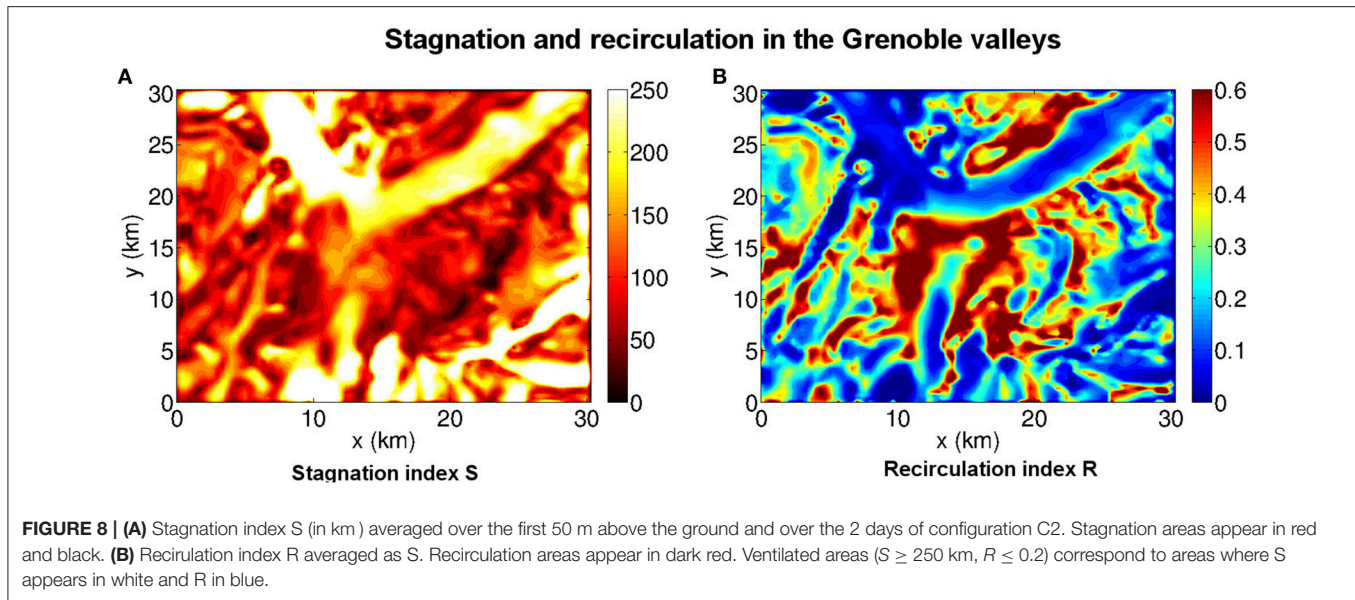 Stagnation and recirculation in the Grenoble valleys
A
30
25
20
15
10
5
0
y (km)
0
10
20
30
x (km)
250
200
150
100
50
0
Stagnation index S
B
30
25
20
15
10
5
0
y (km)
0
10
20
30
x (km)
0.6
0.5
0.4
0.3
0.2
0.1
0
Recirculation index R
FIGURE 8 | (A) Stagnation index S (in km) averaged over the first 50 m above the ground and over the 2 days of configuration C2. Stagnation areas appear in red
and black. (B) Recirulation index R averaged as S. Recirculation areas appear in dark red. Ventilated areas (S ≥ 250 km, R ≤ 0.2) correspond to areas where S
appears in white and R in blue.